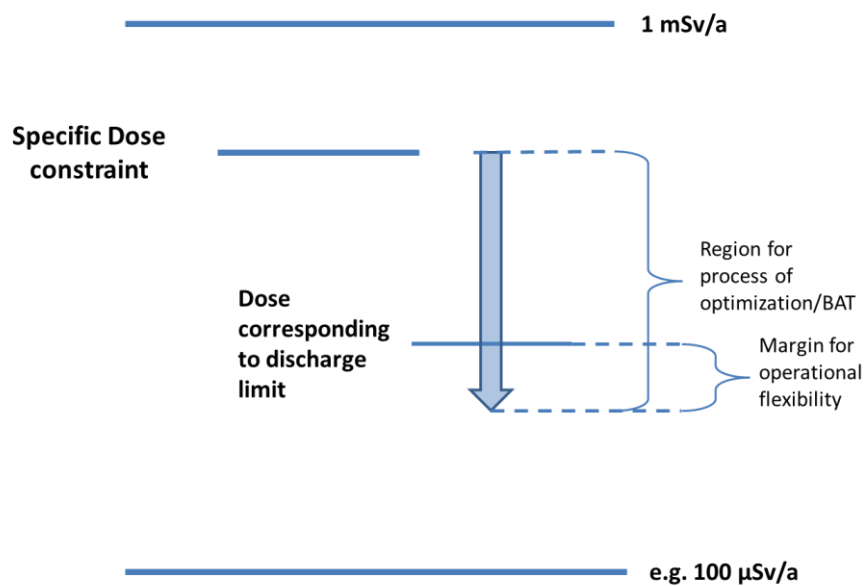 1 mSv/a
Specific Dose
constraint
Region for
process of
optimization/BAT
Dose
corresponding
to discharge
limit
Margin for
operational
flexibility
e.g. 100 µSv/a